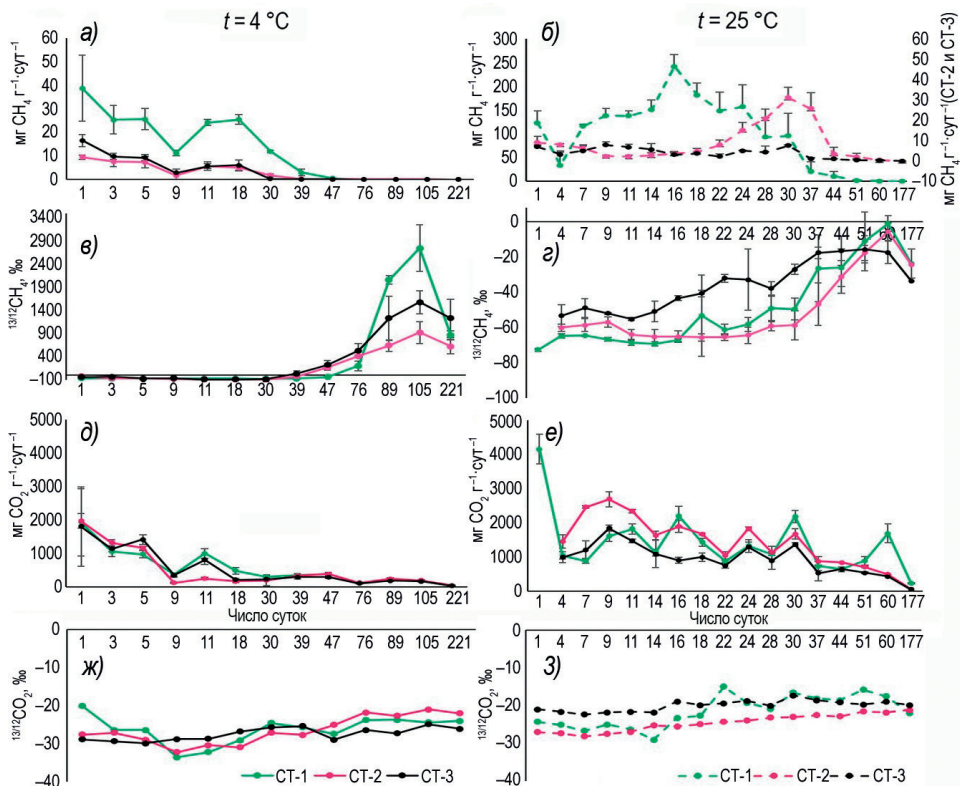 t = 4 °C
t = 25 °C
а)
мг CH₄ г⁻¹·сут⁻¹
60
50
40
30
20
10
0
1 3 5 9 11 18 30 39 47 76 89 105 221
б)
мг CH₄ г⁻¹·сут⁻¹
300
250
200
150
100
50
0
мг CH₄ г⁻¹·сут⁻¹(СТ-2 и СТ-3)
60
50
40
30
20
10
0
–10
1 4 7 9 11 14 16 18 22 24 28 30 37 44 51 60 177
в)
¹³/¹²CH₄, ‰
3400
2900
2400
1900
1400
900
400
–100
1 3 5 9 11 18 30 39 47 76 89 105 221
г)
¹³/¹²CH₄, ‰
0
–20
–40
–60
–80
–100
1 4 7 9 11 14 16 18 22 24 28 30 37 44 51 60 177
д)
мг CO₂ г⁻¹·сут⁻¹
5000
4000
3000
2000
1000
0
1 3 5 9 11 18 30 39 47 76 89 105 221
Число суток
е)
мг CO₂ г⁻¹·сут⁻¹
5000
4000
3000
2000
1000
0
1 4 7 9 11 14 16 18 22 24 28 30 37 44 51 60 177
Число суток
ж)
¹³/¹²CO₂, ‰
0
–10
–20
–30
–40
1 3 5 9 11 18 30 39 47 76 89 105 221
СТ-1 СТ-2 СТ-3
З)
¹³/¹²CO₂, ‰
0
–10
–20
–30
–40
1 4 7 9 11 14 16 18 22 24 28 30 37 44 51 60 177
СТ-1 СТ-2 СТ-3